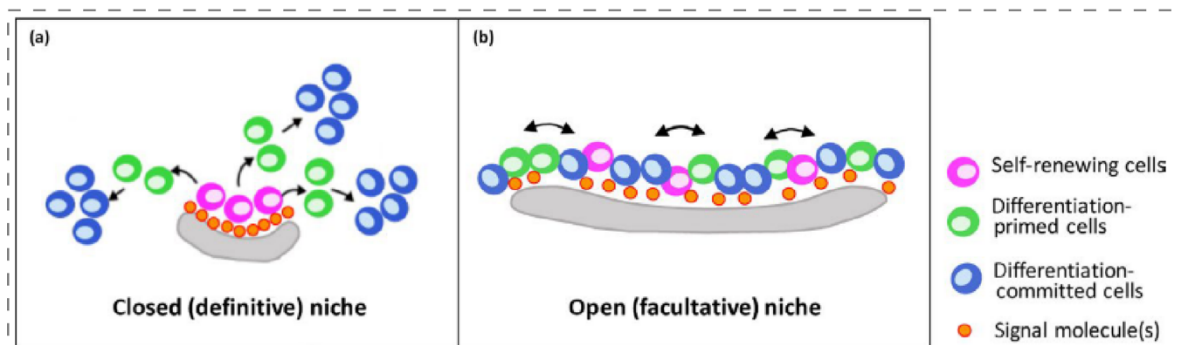 (a)
Closed (definitive) niche
(b)
Open (facultative) niche
Self-renewing cells
Differentiation-
primed cells
Differentiation-
committed cells
Signal molecule(s)